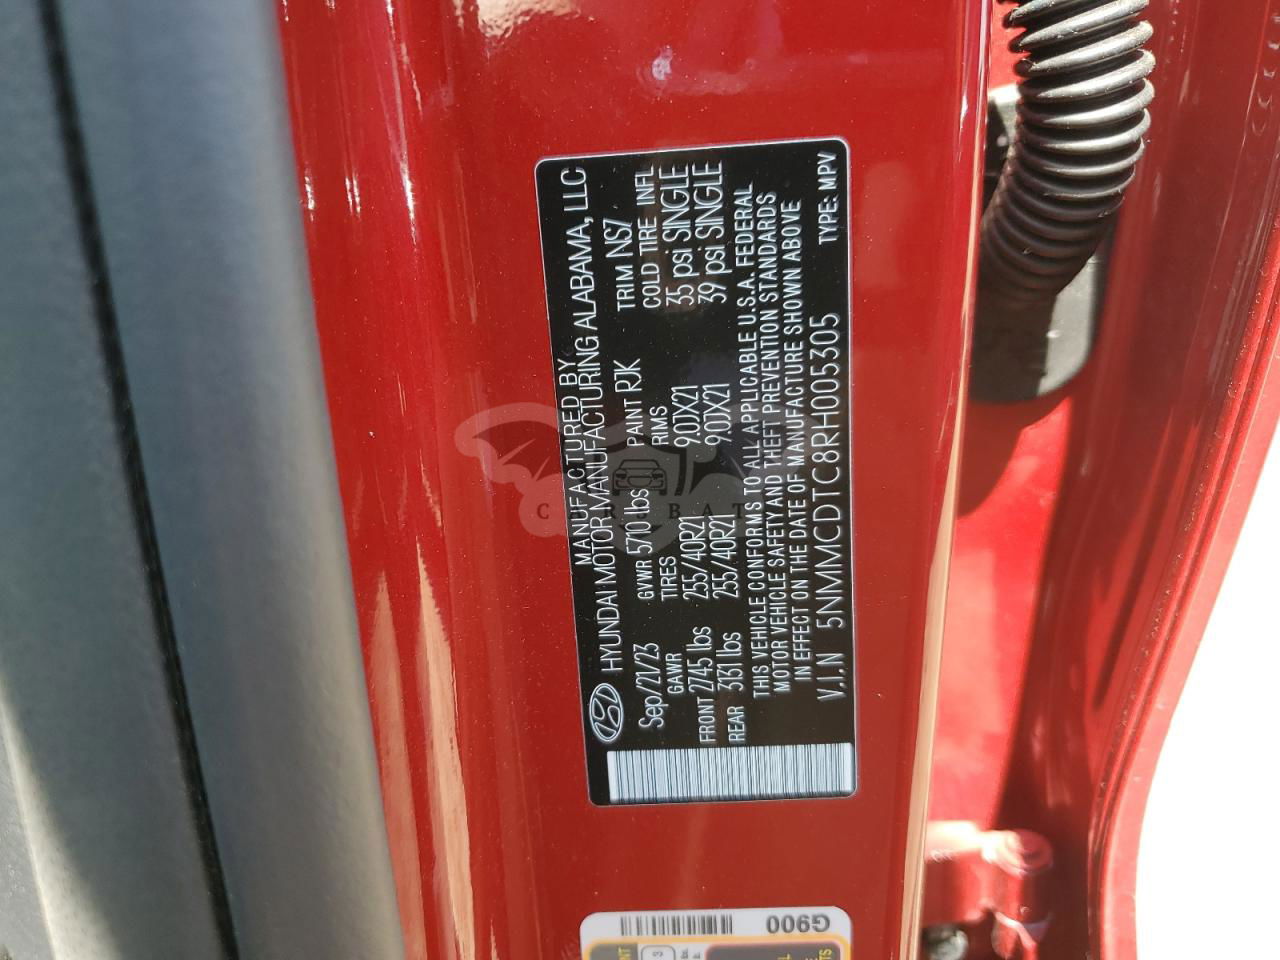 MANUFACTURED BY
HYUNDAI MOTOR MANUFACTURING ALABAMA, LLC
Sep/21/23 GVWR 5710 lbs PAINT PJK TRIM NS7
GAWR TIRES RIMS COLD TIRE INFL
FRONT 2745 lbs 255/40R21 9.0JX21 35 psi SINGLE
REAR 3131 lbs 255/40R21 9.0JX21 39 psi SINGLE
THIS VEHICLE CONFORMS TO ALL APPLICABLE U.S.A. FEDERAL
MOTOR VEHICLE SAFETY AND THEFT PREVENTION STANDARDS
IN EFFECT ON THE DATE OF MANUFACTURE SHOWN ABOVE
V.I.N 5NMMCDTC8RH005305 TYPE: MPV
G900